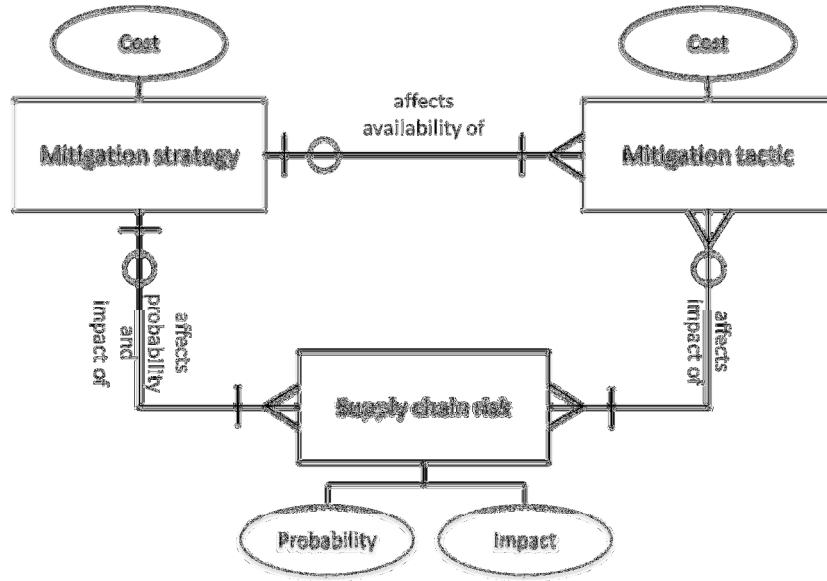 Cost
Cost
affects
availability of
Mitigation strategy
Mitigation tactic
affects
probability
and
impact of
affects
impact of
Supply chain risk
Probability
Impact